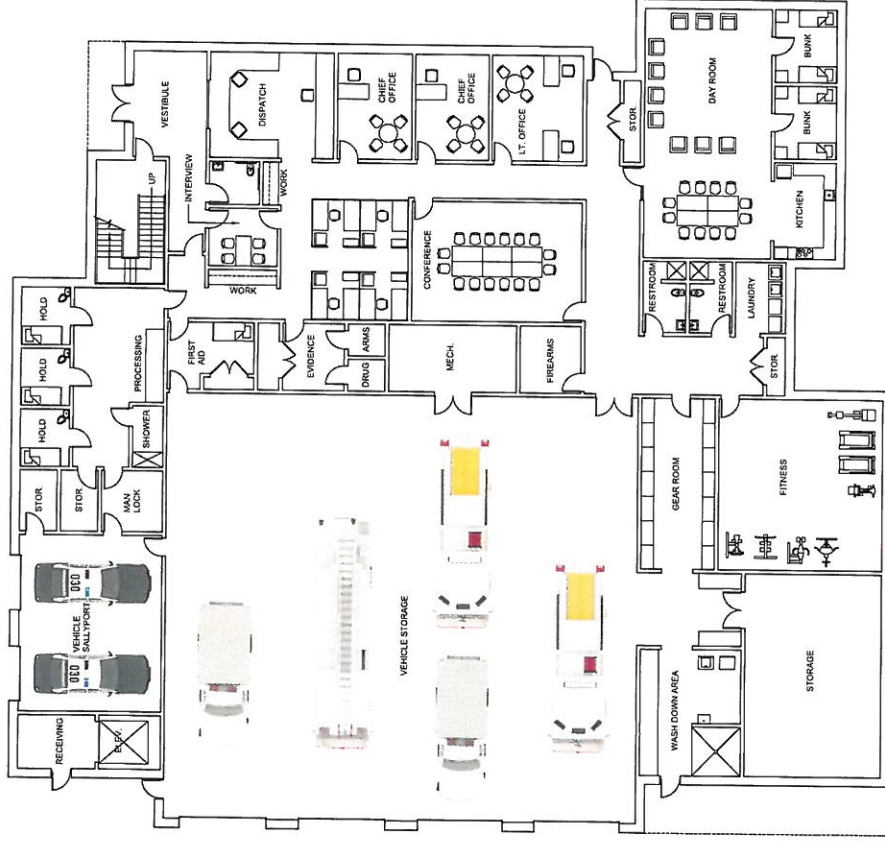 VESTIBULE
DISPATCH
CHIEF
OFFICE
CHIEF
OFFICE
LT. OFFICE
STOR.
DAY ROOM
BUNK
BUNK
KITCHEN
UP
INTERVIEW
WORK
WORK
CONFERENCE
RESTROOM
RESTROOM
LAUNDRY
STOR.
HOLD
HOLD
HOLD
PROCESSING
SHOWER
FIRST
AID
EVIDENCE
DRUG
ARMS
MECH.
FIREARMS
STOR
STOR
MAN
LOCK
VEHICLE
SALLYPORT
030
030
RECEIVING
ELEV.
VEHICLE STORAGE
GEAR ROOM
FITNESS
WASH DOWN AREA
STORAGE